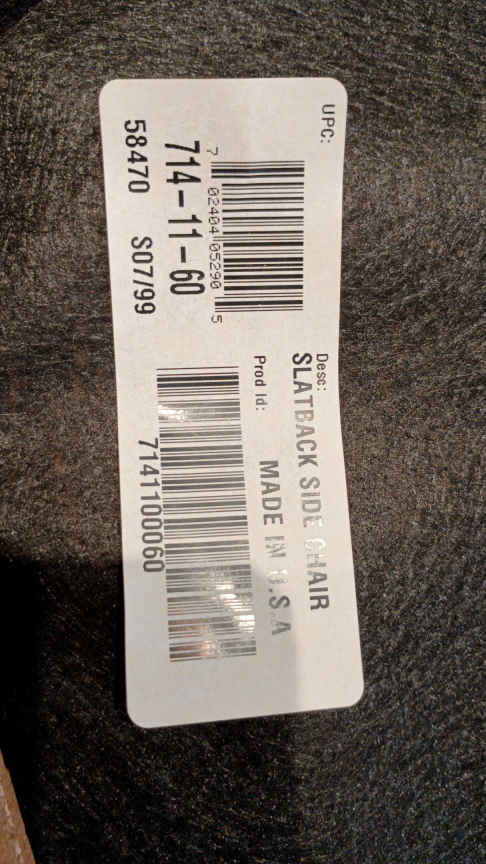 UPC:
7 02404 05290 5
714-11-60
58470 S07/99
Desc:
SLATBACK SIDE CHAIR
Prod Id:
MADE IN U.S.A
7141100060